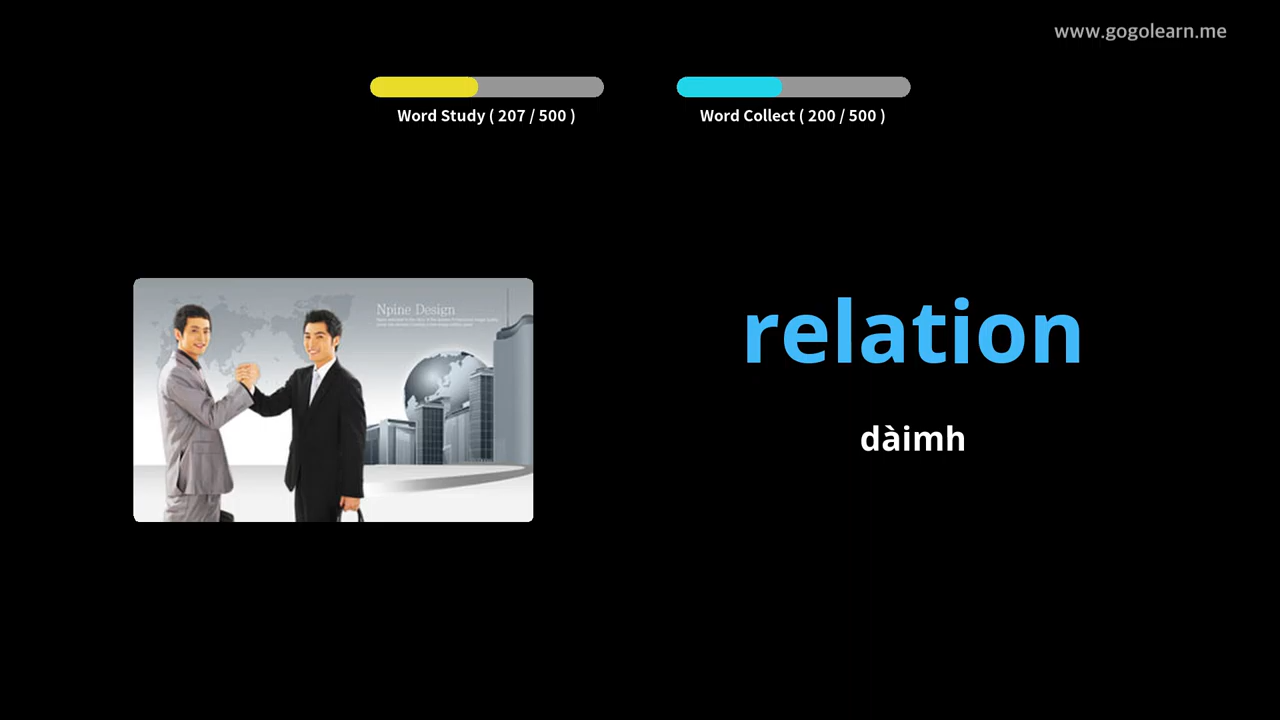 www.gogolearn.me
Word Study ( 207 / 500 )
Word Collect ( 200 / 500 )
Npine Design
relation
dàimh